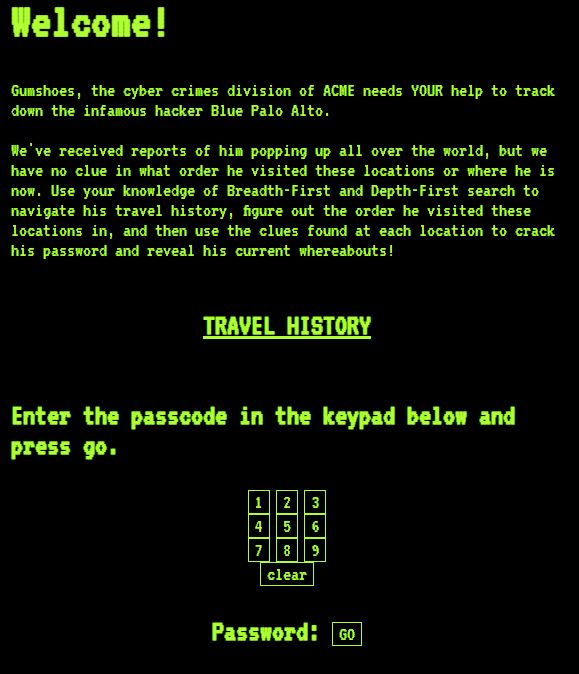 Welcome!
Gumshoes, the cyber crimes division of ACME needs YOUR help to track
down the infamous hacker Blue Palo Alto.
We've received reports of him popping up all over the world, but we
have no clue in what order he visited these locations or where he is
now. Use your knowledge of Breadth-First and Depth-First search to
navigate his travel history, figure out the order he visited these
locations in, and then use the clues found at each location to crack
his password and reveal his current whereabouts!
TRAVEL HISTORY
Enter the passcode in the keypad below and
press go.
1 2 3
4 5 6
7 8 9
clear
Password: GO